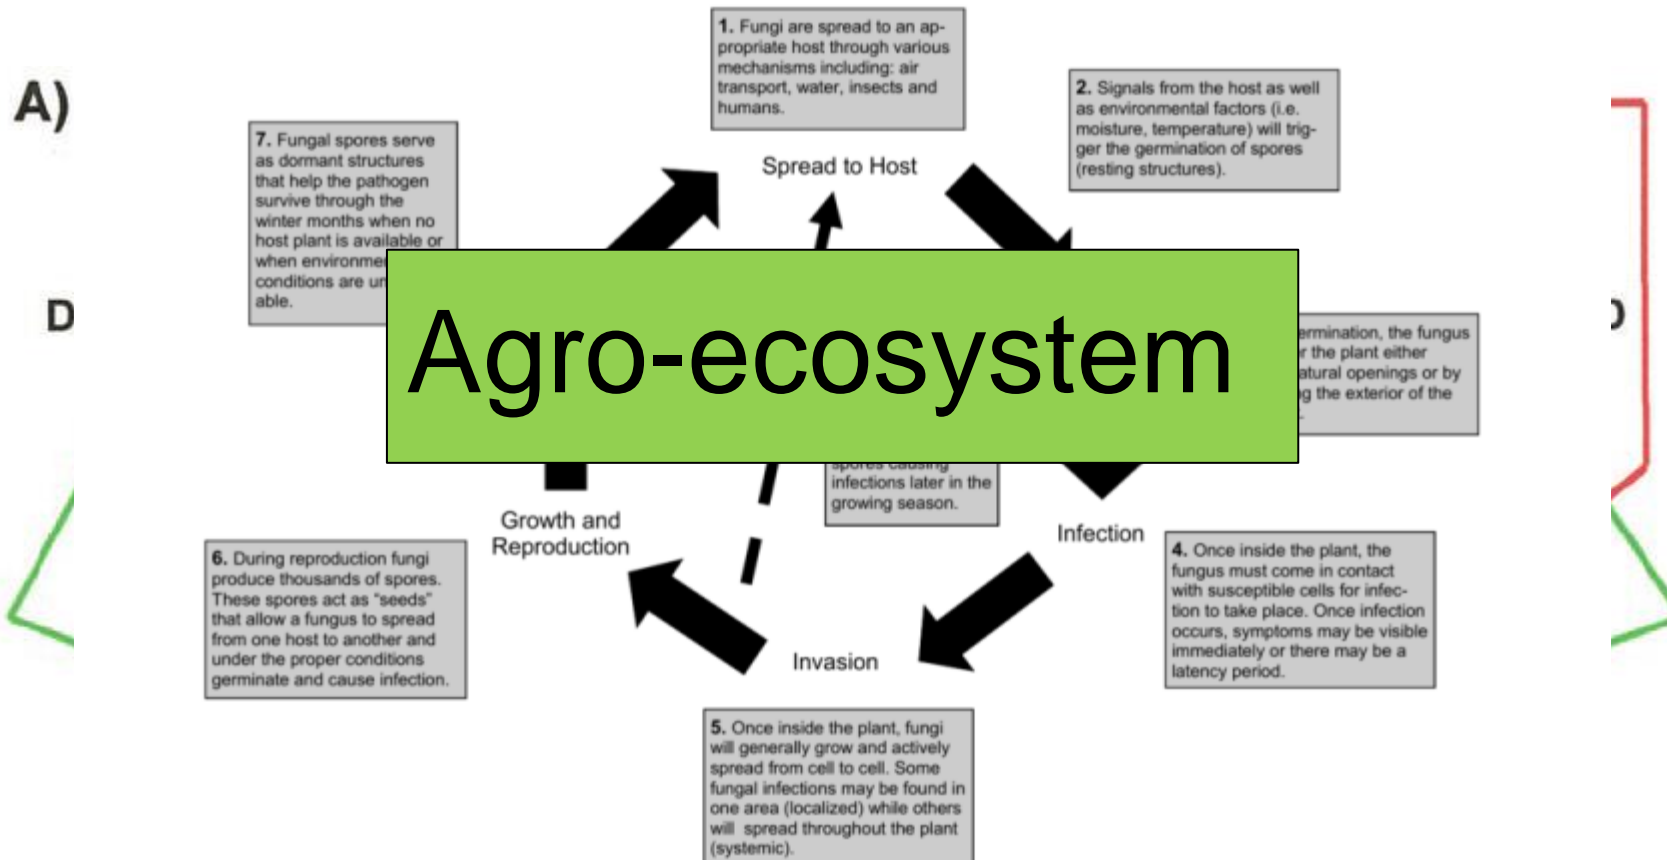 A)
1. Fungi are spread to an ap-
propriate host through various
mechanisms including: air
transport, water, insects and
humans.
Spread to Host
2. Signals from the host as well
as environmental factors (i.e.
moisture, temperature) will trig-
ger the germination of spores
(resting structures).
7. Fungal spores serve
as dormant structures
that help the pathogen
survive through the
winter months when no
host plant is available or
when
conditions are
able.
D
Agro-ecosystem
the fungus
the plant either
openings or by
the exterior of the
spores causing
infections later in the
growing season.
Infection
4. Once inside the plant, the
fungus must come in contact
with susceptible cells for infec-
tion to take place. Once infection
occurs, symptoms may be visible
immediately or there may be a
latency period.
Growth and
Reproduction
6. During reproduction fungi
produce thousands of spores.
These spores act as "seeds"
that allow a fungus to spread
from one host to another and
under the proper conditions
germinate and cause infection.
Invasion
5. Once inside the plant, fungi
will generally grow and actively
spread from cell to cell. Some
fungal infections may be found in
one area (localized) while others
will spread throughout the plant
(systemic).